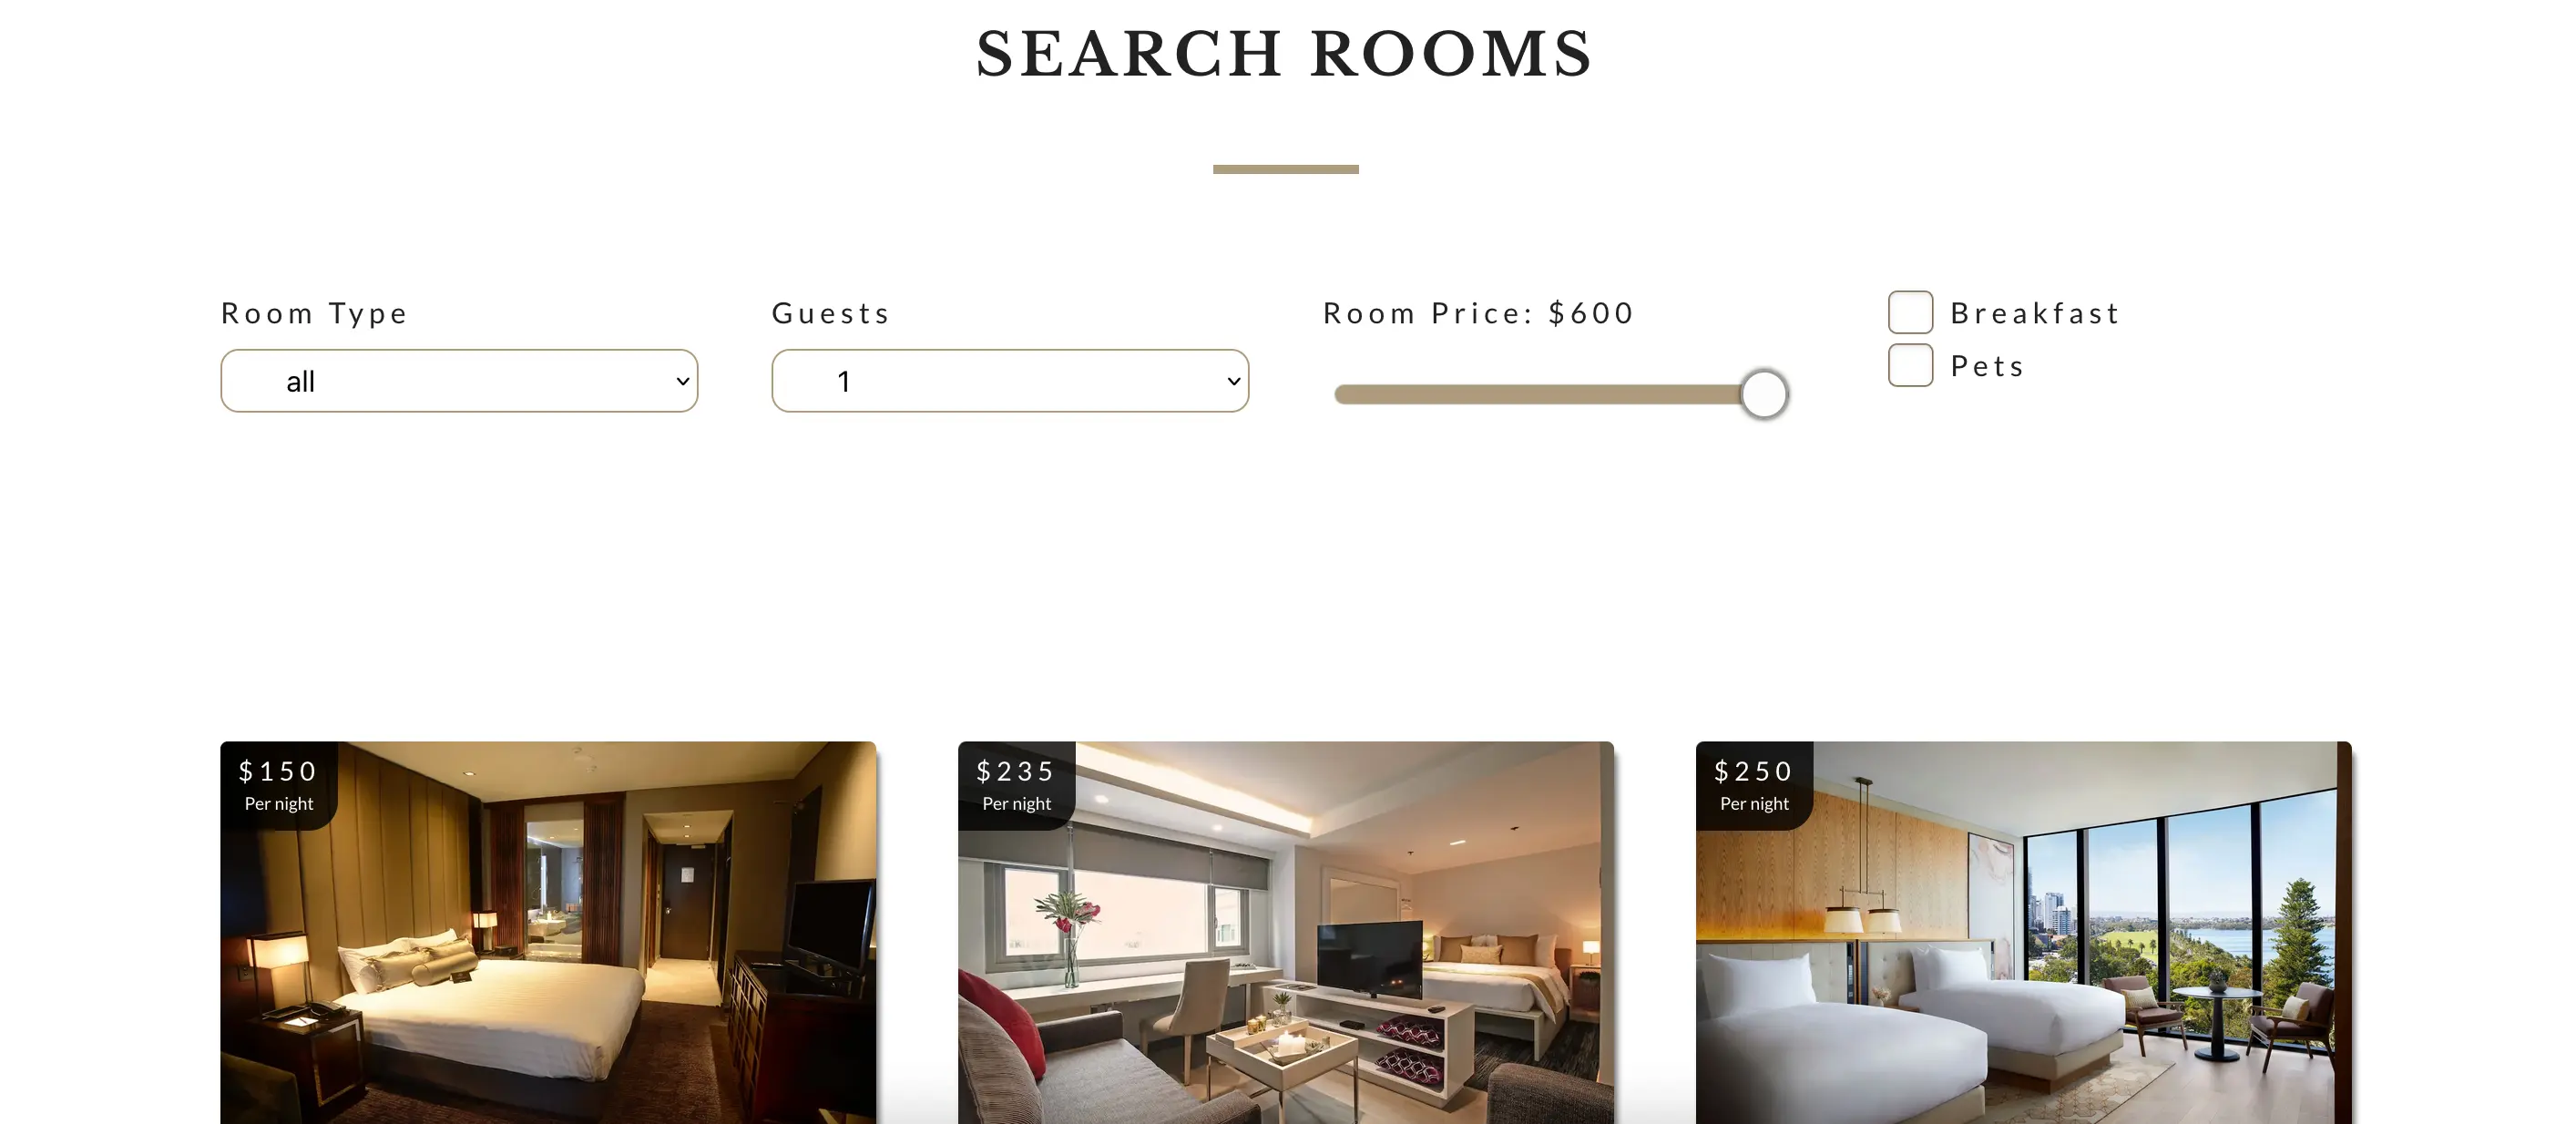 SEARCH ROOMS
Room Type
Guests
Room Price: $600
Breakfast
all
1
Pets
$150
Per night
$235
Per night
$250
Per night